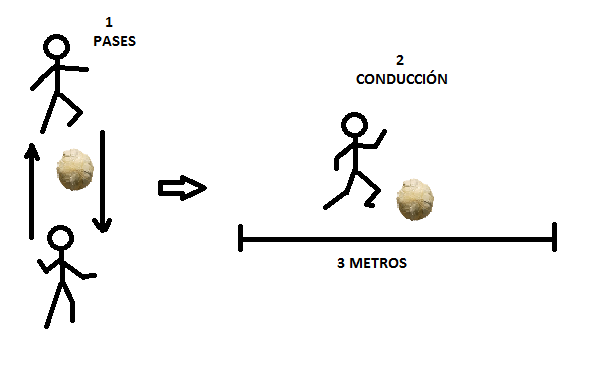 1
PASES
2
CONDUCCIÓN
3 METROS